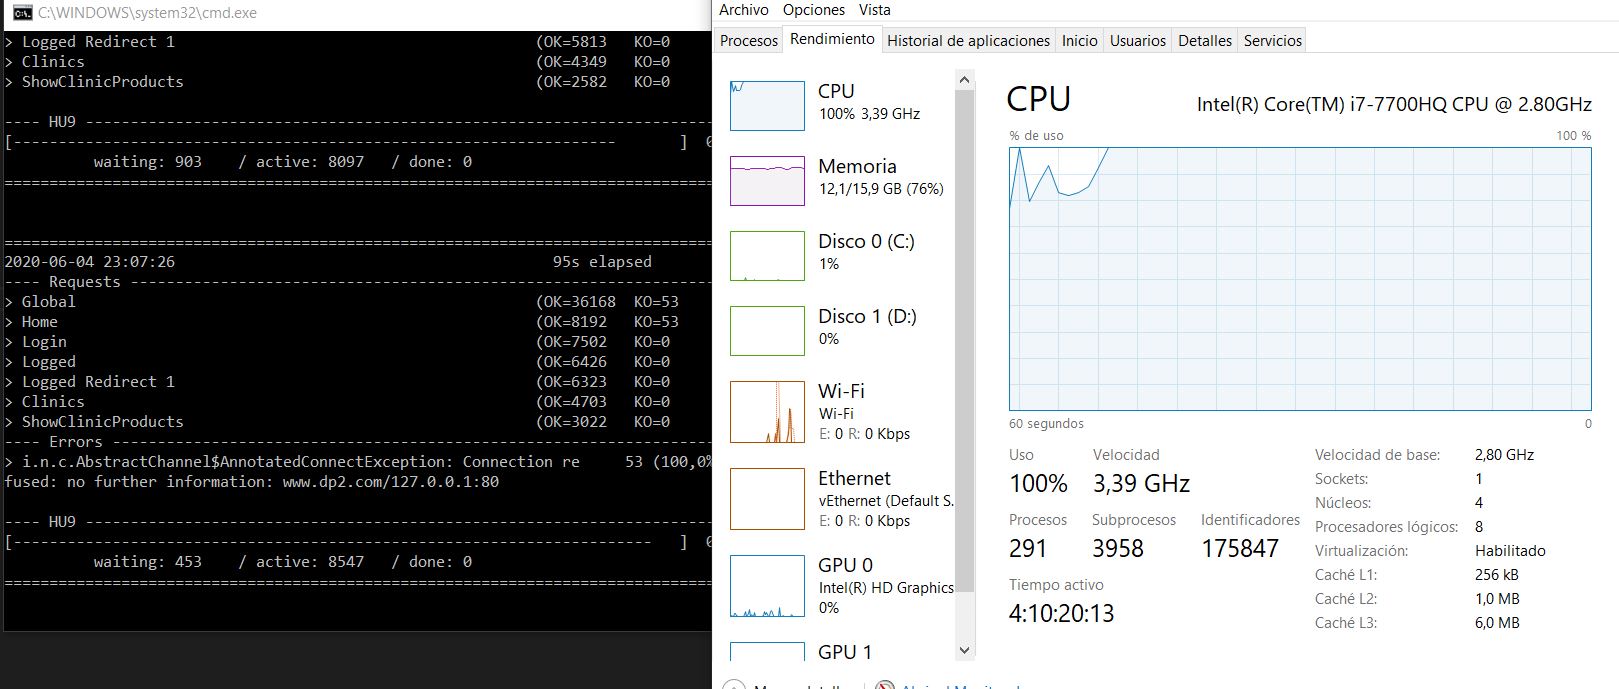 C:\WINDOWS\system32\cmd.exe
> Logged Redirect 1 (OK=5813 KO=0
> Clinics (OK=4349 KO=0
> ShowClinicProducts (OK=2582 KO=0
---- HU9 ----------------------------------------------------------------------
[-------------------------------------------------------------------- ] 0
waiting: 903 / active: 8097 / done: 0
================================================================================
================================================================================
2020-06-04 23:07:26 95s elapsed
---- Requests ------------------------------------------------------------------
> Global (OK=36168 KO=53
> Home (OK=8192 KO=53
> Login (OK=7502 KO=0
> Logged (OK=6426 KO=0
> Logged Redirect 1 (OK=6323 KO=0
> Clinics (OK=4703 KO=0
> ShowClinicProducts (OK=3022 KO=0
---- Errors --------------------------------------------------------------------
> i.n.c.AbstractChannel$AnnotatedConnectException: Connection re 53 (100,0%
fused: no further information: www.dp2.com/127.0.0.1:80
---- HU9 ----------------------------------------------------------------------
[------------------------------------------------------------------------ ] 0
waiting: 453 / active: 8547 / done: 0
================================================================================
Archivo Opciones Vista
Procesos Rendimiento Historial de aplicaciones Inicio Usuarios Detalles Servicios
CPU
100% 3,39 GHz
Memoria
12,1/15,9 GB (76%)
Disco 0 (C:)
1%
Disco 1 (D:)
0%
Wi-Fi
Wi-Fi
E: 0 R: 0 Kbps
Ethernet
vEthernet (Default S.
E: 0 R: 0 Kbps
GPU 0
Intel(R) HD Graphics
0%
GPU 1
CPU Intel(R) Core(TM) i7-7700HQ CPU @ 2.80GHz
% de uso 100 %
60 segundos 0
Uso Velocidad
100% 3,39 GHz
Procesos Subprocesos Identificadores
291 3958 175847
Tiempo activo
4:10:20:13
Velocidad de base: 2,80 GHz
Sockets: 1
Núcleos: 4
Procesadores lógicos: 8
Virtualización: Habilitado
Caché L1: 256 kB
Caché L2: 1,0 MB
Caché L3: 6,0 MB